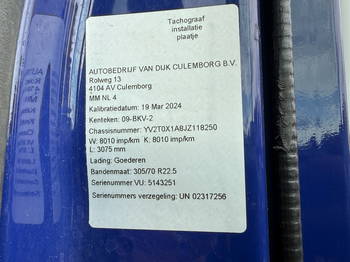 Tachograaf
installatie
plaatje
AUTOBEDRIJF VAN DIJK CULEMBORG B.V.
Rolweg 13
4104 AV Culemborg
MM NL 4
Kalibratiedatum: 19 Mar 2024
Kenteken: 09-BKV-2
Chassisnummer: YV2T0X1A8JZ118250
W: 8010 imp/km K: 8010 imp/km
L: 3075 mm
Lading: Goederen
Bandenmaat: 305/70 R22.5
Serienummer VU: 5143251
Serienummers verzegeling: UN 02317256